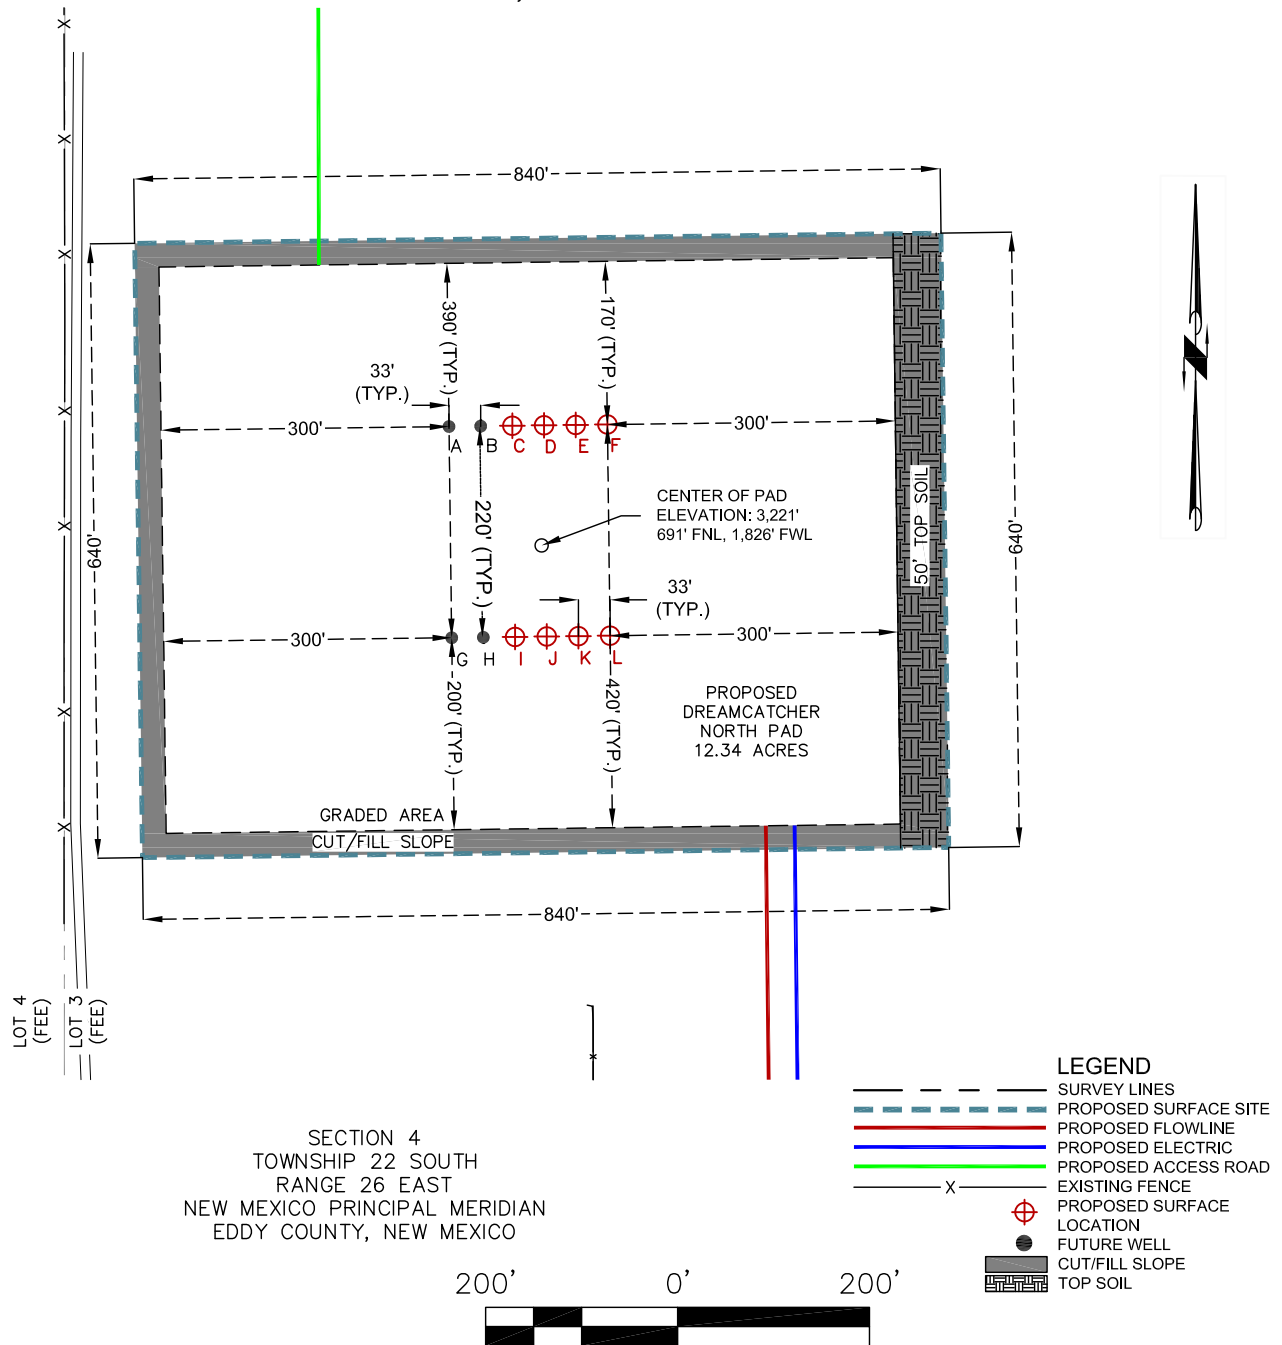 840'
390' (TYP.)
170' (TYP.)
33'
(TYP.)
300'
A
B
C
D
E
F
300'
640'
220' (TYP.)
CENTER OF PAD
ELEVATION: 3,221'
691' FNL, 1,826' FWL
50' TOP SOIL
640'
33'
(TYP.)
300'
G
H
I
J
K
L
300'
200' (TYP.)
420' (TYP.)
PROPOSED
DREAMCATCHER
NORTH PAD
12.34 ACRES
GRADED AREA
CUT/FILL SLOPE
840'
LOT 4
(FEE)
LOT 3
(FEE)
SECTION 4
TOWNSHIP 22 SOUTH
RANGE 26 EAST
NEW MEXICO PRINCIPAL MERIDIAN
EDDY COUNTY, NEW MEXICO
LEGEND
SURVEY LINES
PROPOSED SURFACE SITE
PROPOSED FLOWLINE
PROPOSED ELECTRIC
PROPOSED ACCESS ROAD
X EXISTING FENCE
PROPOSED SURFACE
LOCATION
FUTURE WELL
CUT/FILL SLOPE
TOP SOIL
200' 0' 200'